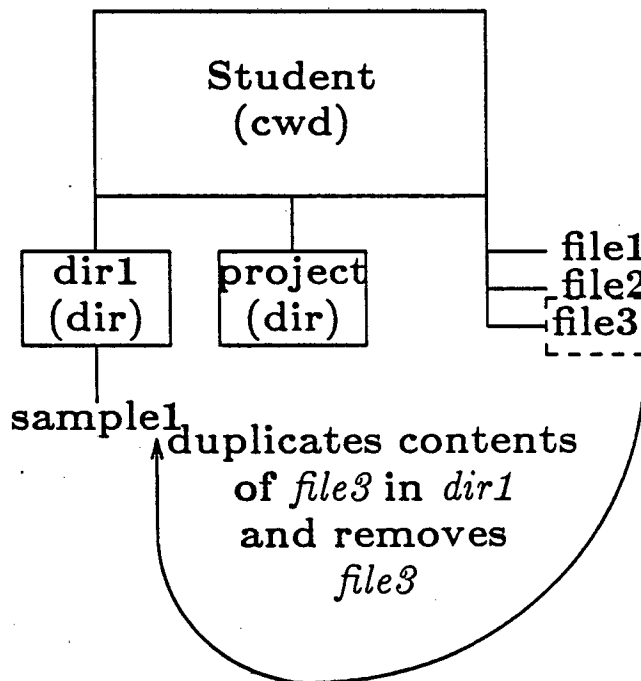 Student
(cwd)
dir1
(dir)
project
(dir)
file1
file2
file3
sample1
duplicates contents
of file3 in dir1
and removes
file3